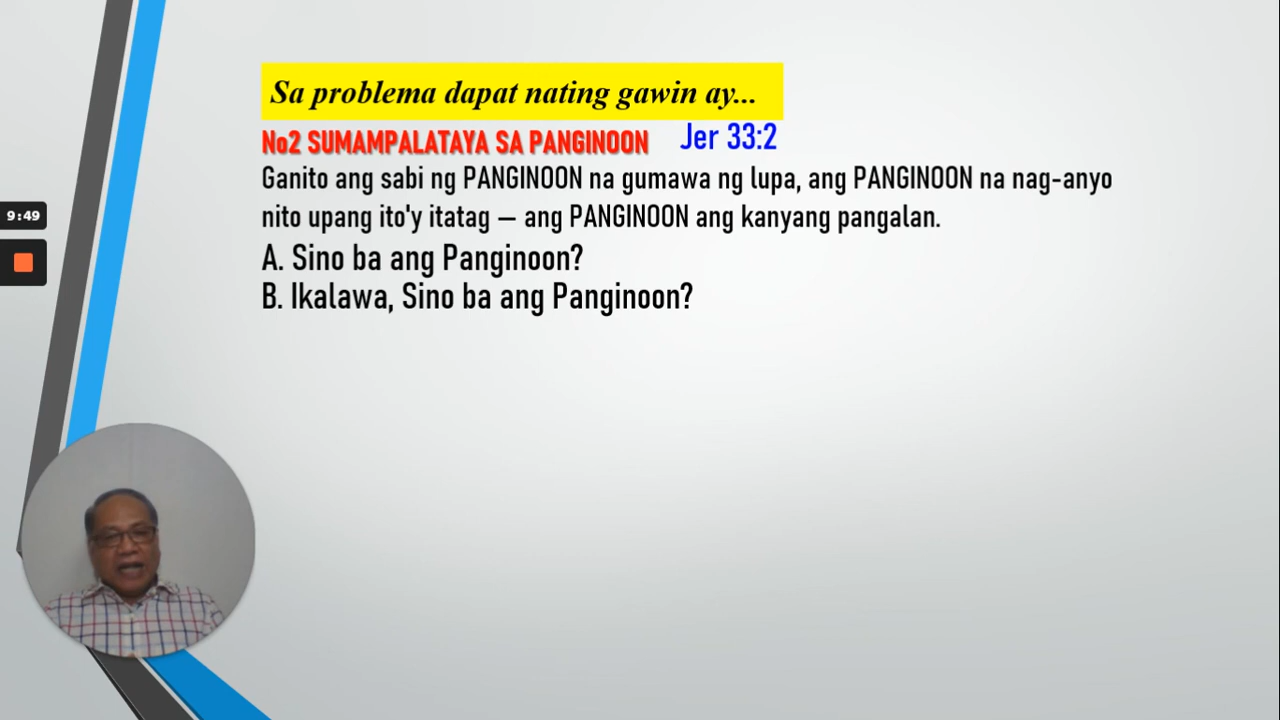 Sa problema dapat nating gawin ay...
No2 SUMAMPALATAYA SA PANGINOON Jer 33:2
Ganito ang sabi ng PANGINOON na gumawa ng lupa, ang PANGINOON na nag-anyo
nito upang ito'y itatag – ang PANGINOON ang kanyang pangalan.
9:49
A. Sino ba ang Panginoon?
B. Ikalawa, Sino ba ang Panginoon?